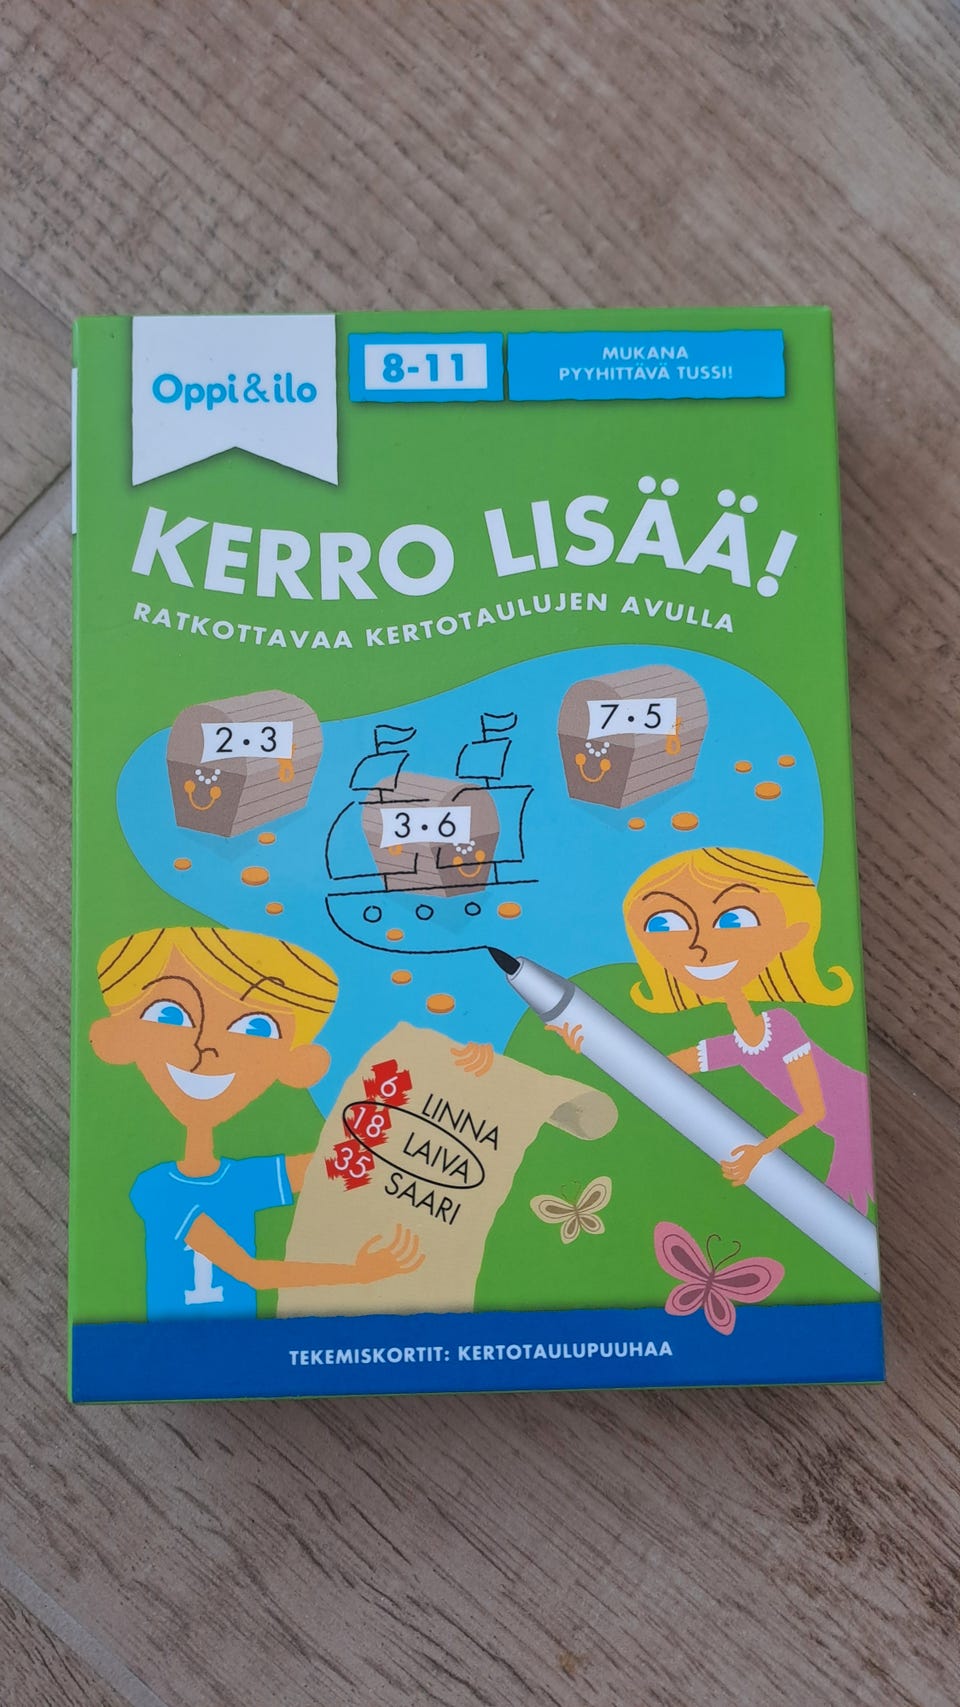 Oppi&ilo
8-11
MUKANA
PYYHITTÄVÄ TUSSI!
KERRO LISÄÄ!
RATKOTTAVAA KERTOTAULUJEN AVULLA
2·3
7·5
3·6
6 LINNA
18 LAIVA
35 SAARI
1
TEKEMISKORTIT: KERTOTAULUPUUHAA